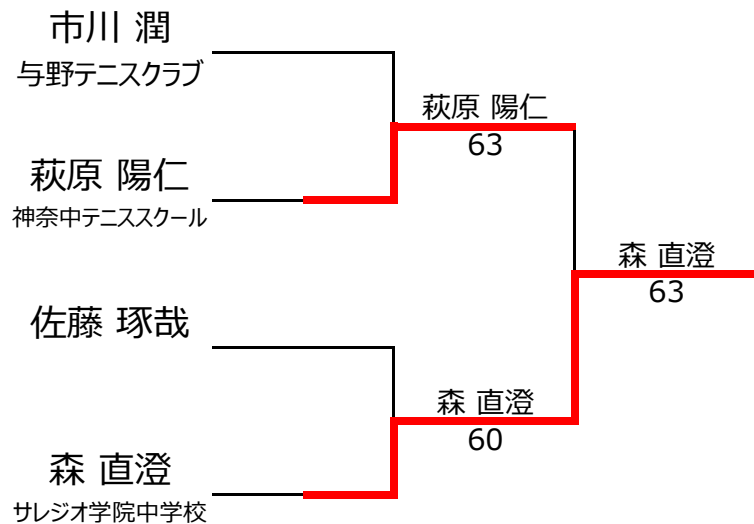 市川 潤
与野テニスクラブ
萩原 陽仁
63
萩原 陽仁
神奈中テニススクール
森 直澄
63
佐藤 琢哉
森 直澄
60
森 直澄
サレジオ学院中学校